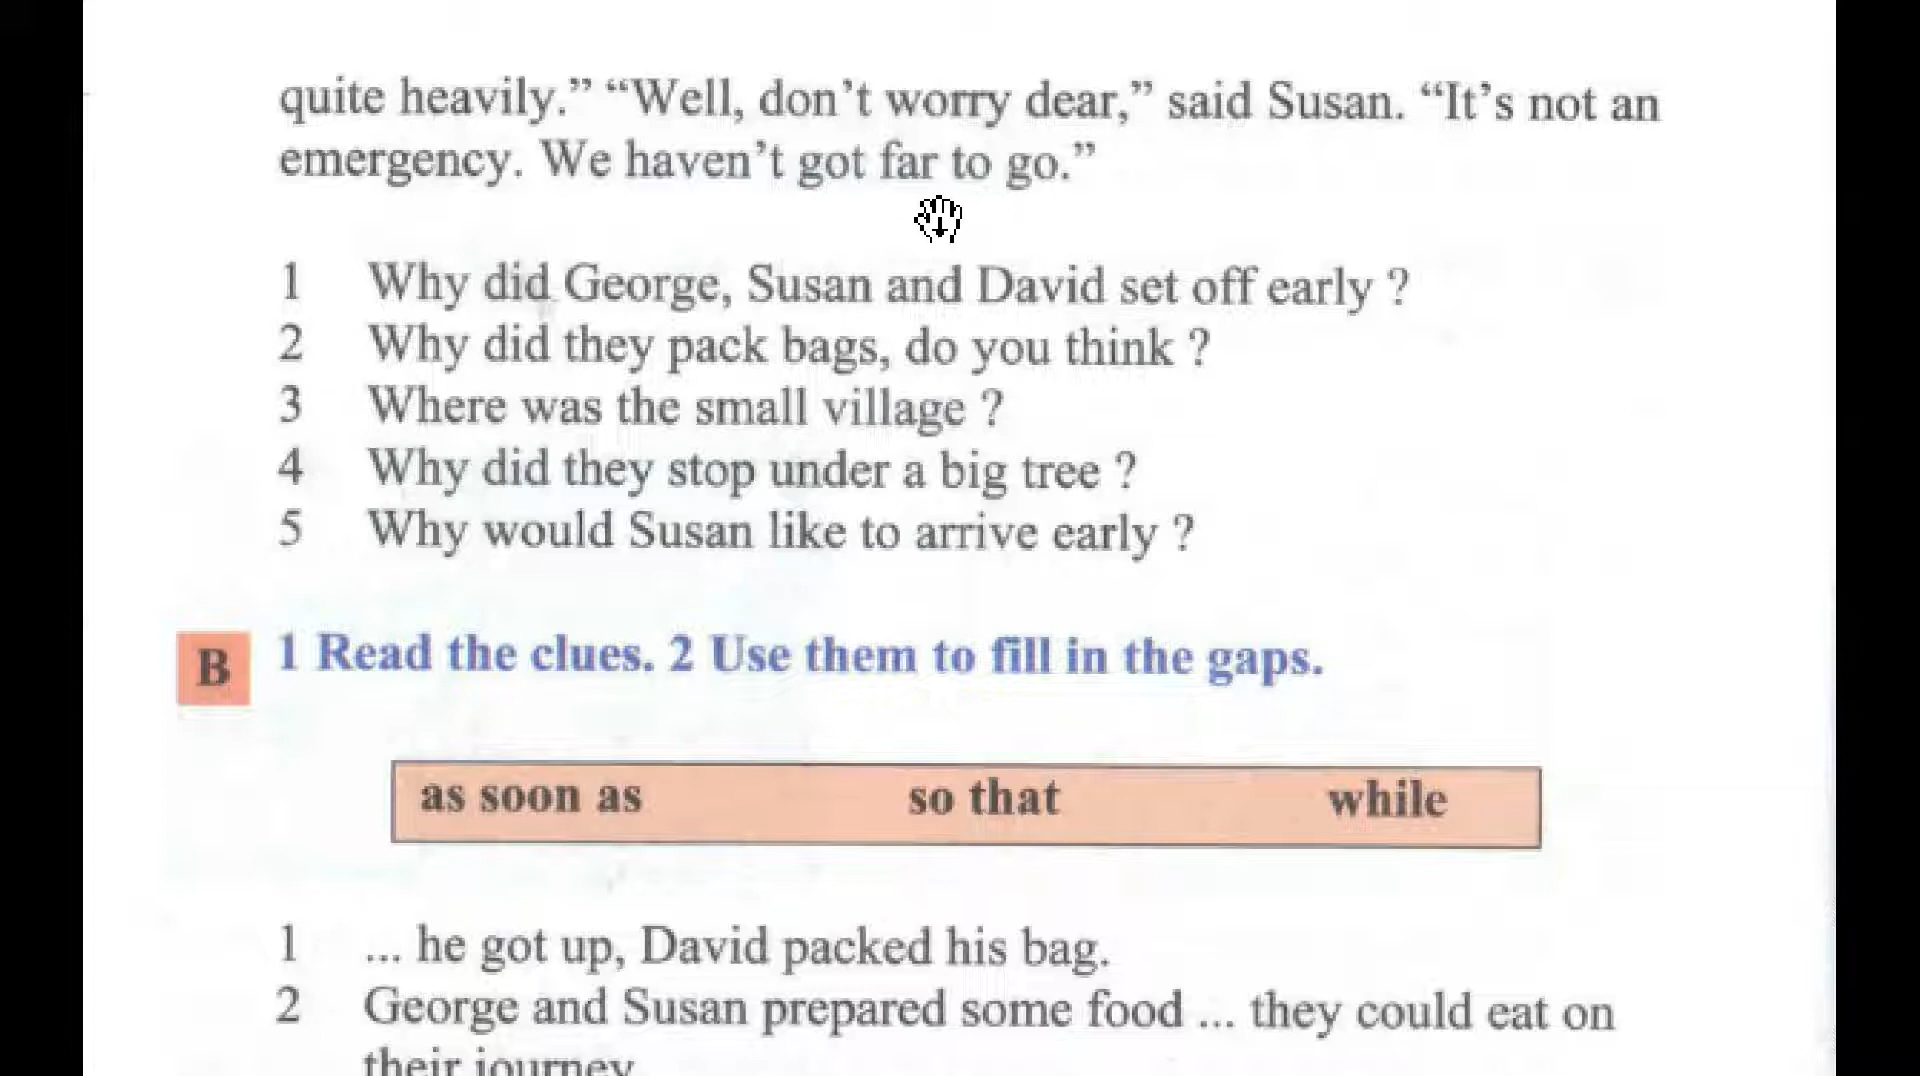 quite heavily.” “Well, don’t worry dear,” said Susan. “It’s not an
emergency. We haven’t got far to go.”
1 Why did George, Susan and David set off early ?
2 Why did they pack bags, do you think ?
3 Where was the small village ?
4 Why did they stop under a big tree ?
5 Why would Susan like to arrive early ?
B 1 Read the clues. 2 Use them to fill in the gaps.
as soon as so that while
1 ... he got up, David packed his bag.
2 George and Susan prepared some food ... they could eat on
their journey